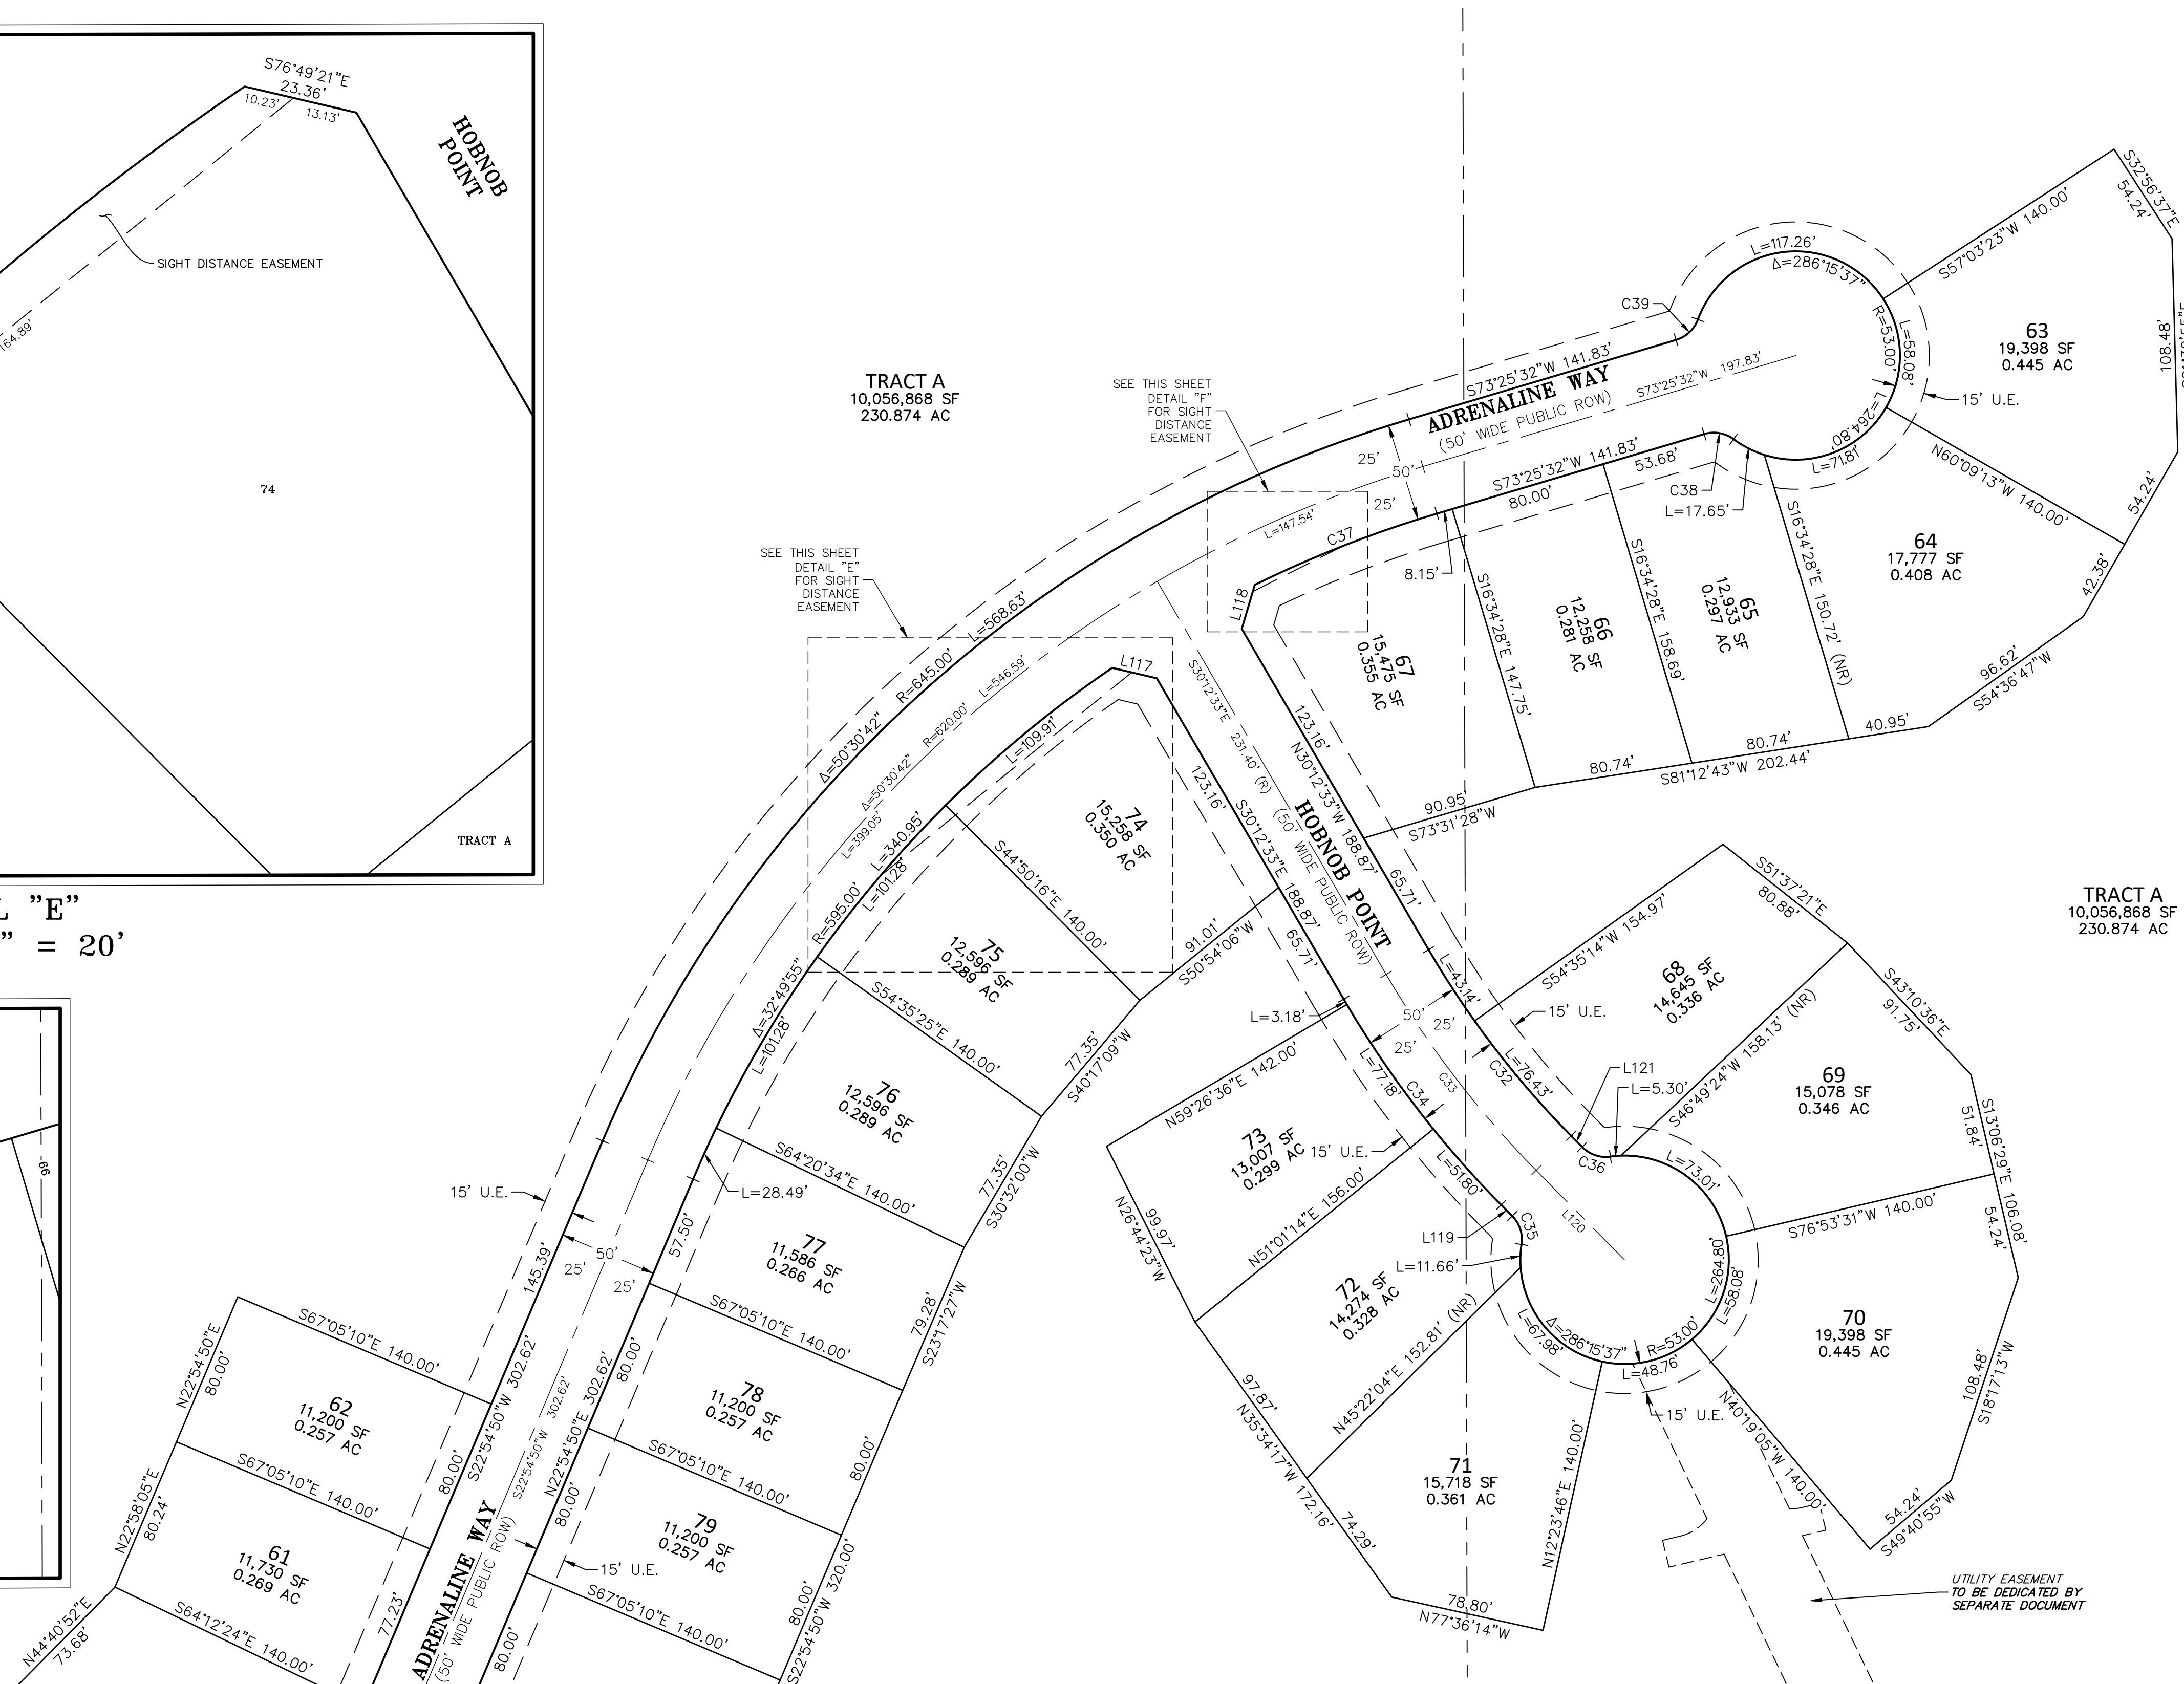 S76°49'21"E
23.36'
10.23'
13.13'
HOBNOB
POINT
SIGHT DISTANCE EASEMENT
164.89'
74
TRACT A
L "E"
" = 20'
66
TRACT A
10,056,868 SF
230.874 AC
SEE THIS SHEET
DETAIL "F"
FOR SIGHT
DISTANCE
EASEMENT
SEE THIS SHEET
DETAIL "E"
FOR SIGHT
DISTANCE
EASEMENT
C39
L=117.26'
Δ=286°15'37"
R=53.00'
L=58.08'
L=264.80'
L=71.81'
15' U.E.
S57°03'23"W 140.00'
S32°56'37"E
54.24'
108.48'
63
19,398 SF
0.445 AC
N60°09'13"W 140.00'
54.24'
42.38'
64
17,777 SF
0.408 AC
96.62'
S54°36'47"W
S73°25'32"W 141.83'
ADRENALINE WAY
(50' WIDE PUBLIC ROW)
S73°25'32"W 197.83'
25'
50'
25'
S73°25'32"W 141.83'
80.00'
53.68'
C38
L=17.65'
8.15'
L=147.54'
C37
L118
S16°34'28"E 147.75'
S16°34'28"E 158.69'
S16°34'28"E 150.72' (NR)
65
12,933 SF
0.297 AC
66
12,258 SF
0.281 AC
67
15,475 SF
0.355 AC
40.95'
80.74'
80.74'
S81°12'43"W 202.44'
90.95'
S73°31'28"W
L=568.63'
R=645.00'
Δ=50°30'42"
L=546.59'
R=620.00'
Δ=50°30'42"
L=399.05'
L=340.95'
R=595.00'
Δ=32°49'55"
L=109.91'
L=101.28'
L=101.28'
L117
123.16'
S30°12'33"E 188.87'
65.71'
S30°12'33"E 231.40' (R)
HOBNOB POINT
(50' WIDE PUBLIC ROW)
123.16'
N30°12'33"W 188.87'
65.71'
74
15,258 SF
0.350 AC
S44°50'16"E 140.00'
91.01'
S50°54'06"W
75
12,596 SF
0.289 AC
S54°35'25"E 140.00'
77.35'
S40°17'09"W
76
12,596 SF
0.289 AC
S64°20'34"E 140.00'
77.35'
S30°32'00"W
L=28.49'
57.50'
77
11,586 SF
0.266 AC
S67°05'10"E 140.00'
79.28'
S23°17'27"W
78
11,200 SF
0.257 AC
S67°05'10"E 140.00'
80.00'
79
11,200 SF
0.257 AC
S67°05'10"E 140.00'
80.00'
S22°54'50"W 320.00'
15' U.E.
15' U.E.
145.39'
50'
25'
25'
S22°54'50"W 302.62'
80.00'
77.23'
S22°54'50"W 302.62'
N22°54'50"E 302.62'
80.00'
80.00'
80.00'
ADRENALINE WAY
(50' WIDE PUBLIC ROW)
S67°05'10"E 140.00'
N22°54'50"E
80.00'
62
11,200 SF
0.257 AC
S67°05'10"E 140.00'
N22°58'05"E
80.24'
61
11,730 SF
0.269 AC
S64°12'24"E 140.00'
N44°40'52"E
73.68'
L=43.14'
50'
25'
25'
L=3.18'
L=77.18'
C34
C33
C32
L=76.43'
15' U.E.
S54°35'14"W 154.97'
S51°37'21"E
80.88'
68
14,645 SF
0.336 AC
S46°49'24"W 158.13' (NR)
S43°10'36"E
91.75'
TRACT A
10,056,868 SF
230.874 AC
69
15,078 SF
0.346 AC
51.84'
S13°06'29"E 106.08'
54.24'
L121
L=5.30'
C36
L=73.01'
S76°53'31"W 140.00'
L=264.80'
L=58.08'
R=53.00'
L=48.76'
Δ=286°15'37"
L=67.98'
L120
C35
L119
L=11.66'
L=51.80'
N59°26'36"E 142.00'
73
13,007 SF
0.299 AC
15' U.E.
N26°44'23"W
99.97'
N51°01'14"E 156.00'
72
14,274 SF
0.328 AC
N45°22'04"E 152.81' (NR)
97.87'
N35°34'17"W 172.16'
74.29'
71
15,718 SF
0.361 AC
N12°23'46"E 140.00'
78.80'
N77°36'14"W
70
19,398 SF
0.445 AC
108.48'
S18°17'13"W
N40°19'05"W 140.00'
54.24'
S49°40'55"W
15' U.E.
UTILITY EASEMENT
TO BE DEDICATED BY
SEPARATE DOCUMENT